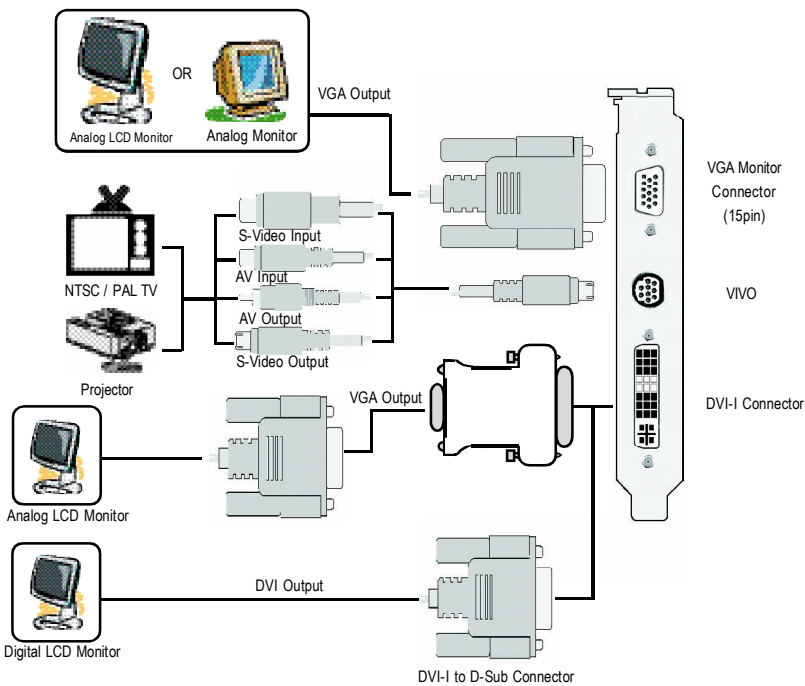 OR
Analog LCD Monitor
Analog Monitor
VGA Output
VGA Monitor
Connector
(15pin)
S-Video Input
AV Input
NTSC / PAL TV
AV Output
S-Video Output
Projector
VIVO
VGA Output
DVI-I Connector
Analog LCD Monitor
DVI Output
Digital LCD Monitor
DVI-I to D-Sub Connector